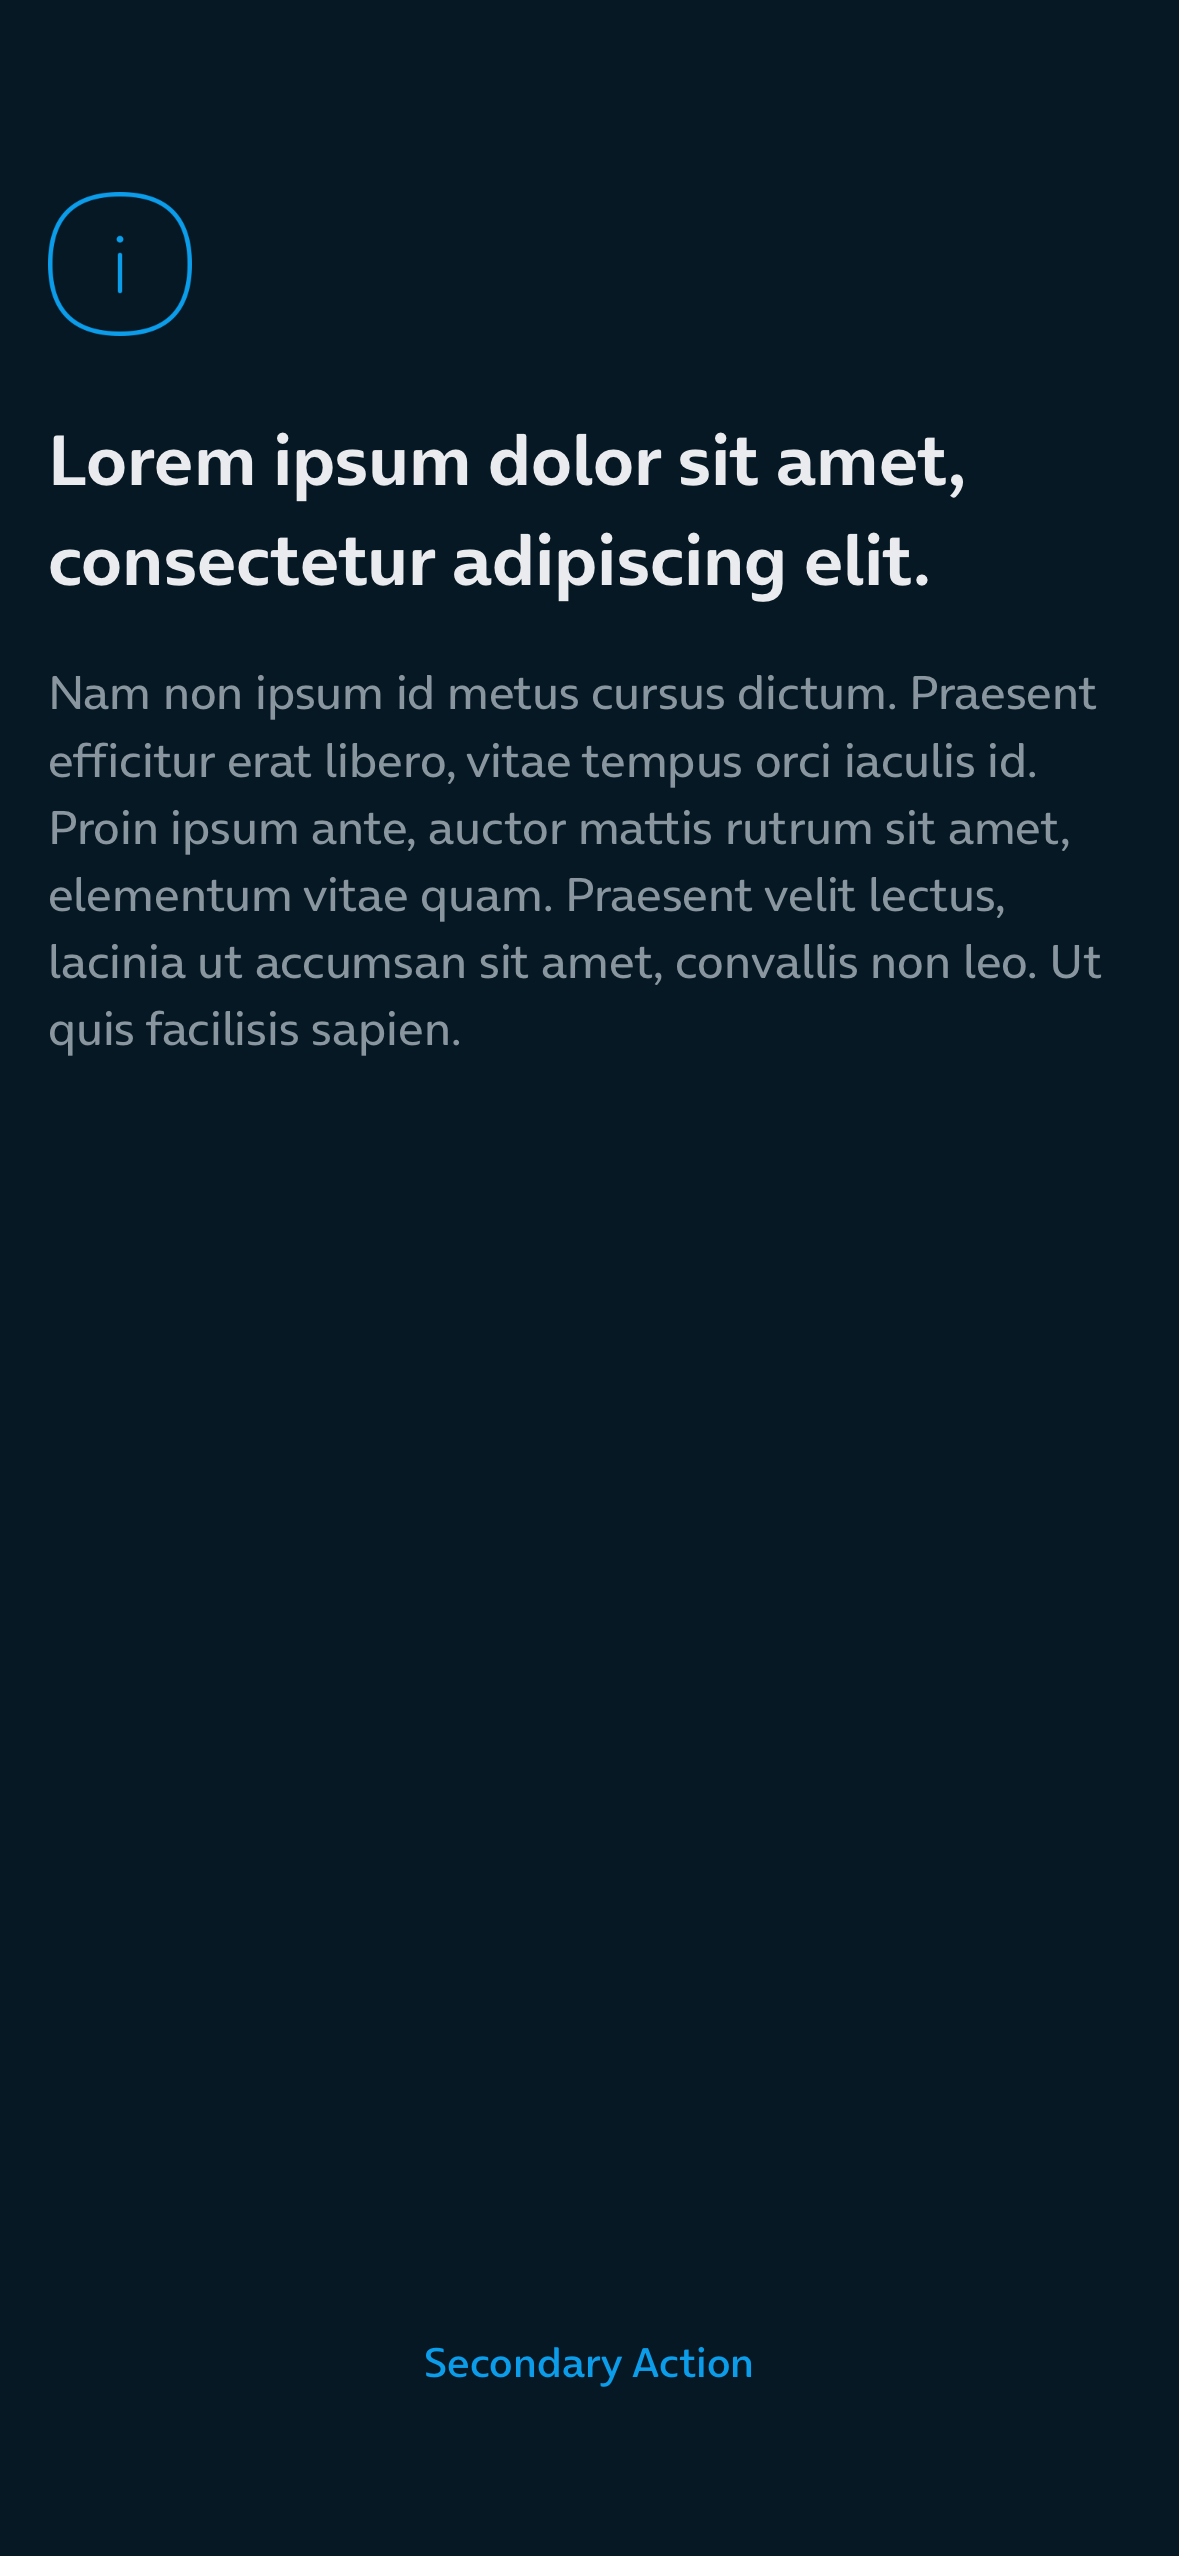 Lorem ipsum dolor sit amet,
consectetur adipiscing elit.
Nam non ipsum id metus cursus dictum. Praesent
efficitur erat libero, vitae tempus orci iaculis id.
Proin ipsum ante, auctor mattis rutrum sit amet,
elementum vitae quam. Praesent velit lectus,
lacinia ut accumsan sit amet, convallis non leo. Ut
quis facilisis sapien.
Secondary Action